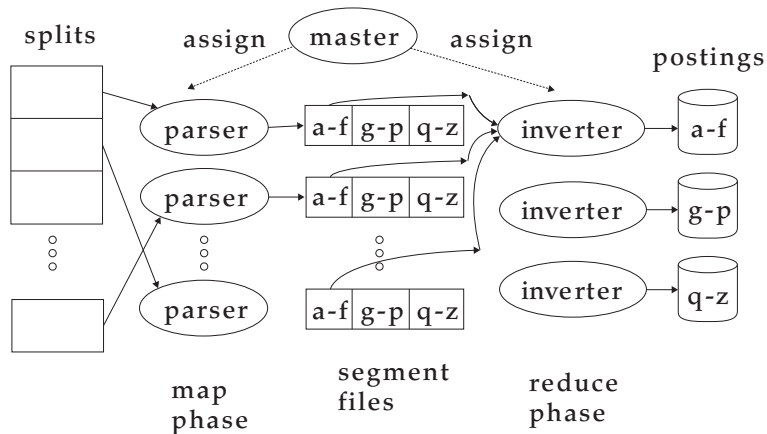 splits
assign
master
assign
postings
parser
a-f g-p q-z
inverter
a-f
parser
a-f g-p q-z
inverter
g-p
parser
a-f g-p q-z
inverter
q-z
map
phase
segment
files
reduce
phase